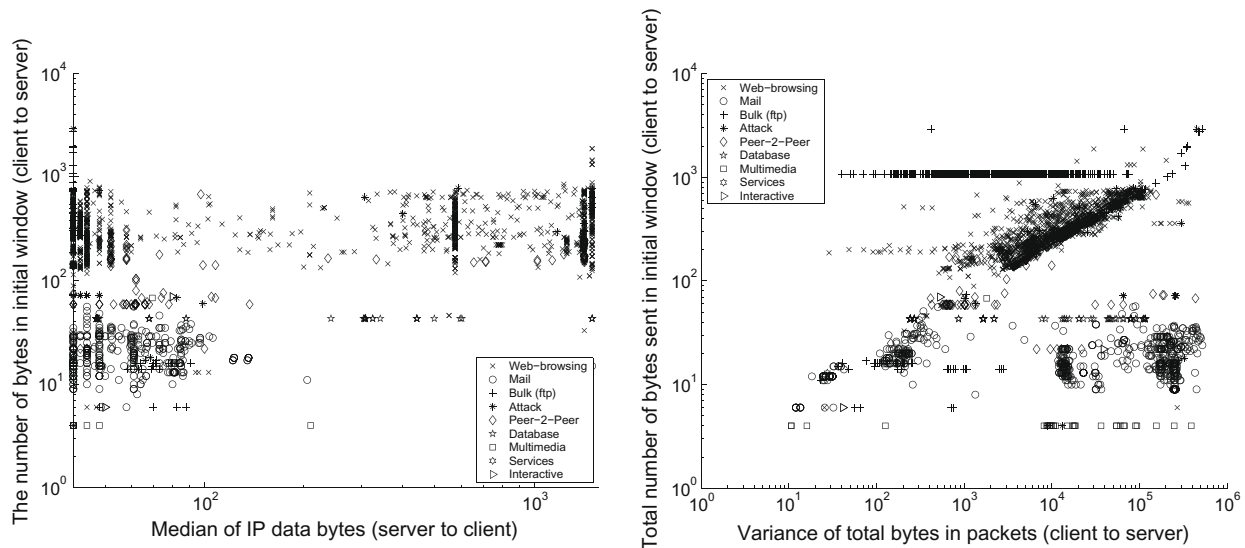 The number of bytes in initial window (client to server)
10^4
10^3
10^2
10^1
10^0
10^2
10^3
Median of IP data bytes (server to client)
Web-browsing
Mail
Bulk (ftp)
Attack
Peer-2-Peer
Database
Multimedia
Services
Interactive
Total number of bytes sent in initial window (client to server)
10^4
10^3
10^2
10^1
10^0
10^0
10^1
10^2
10^3
10^4
10^5
10^6
Variance of total bytes in packets (client to server)
Web-browsing
Mail
Bulk (ftp)
Attack
Peer-2-Peer
Database
Multimedia
Services
Interactive